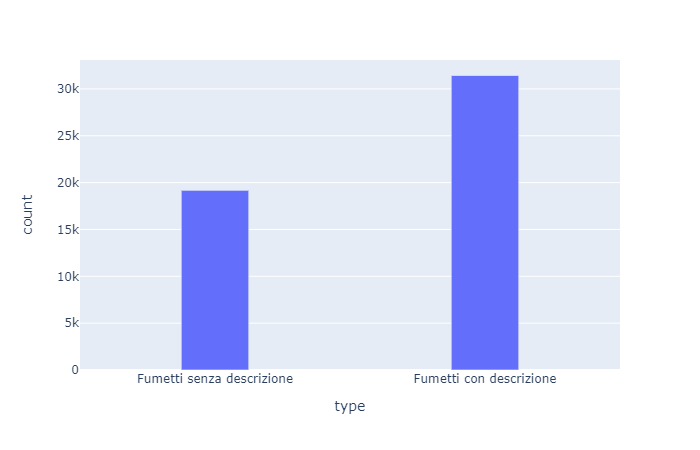 30k
25k
20k
15k
10k
5k
0
count
Fumetti senza descrizione
Fumetti con descrizione
type